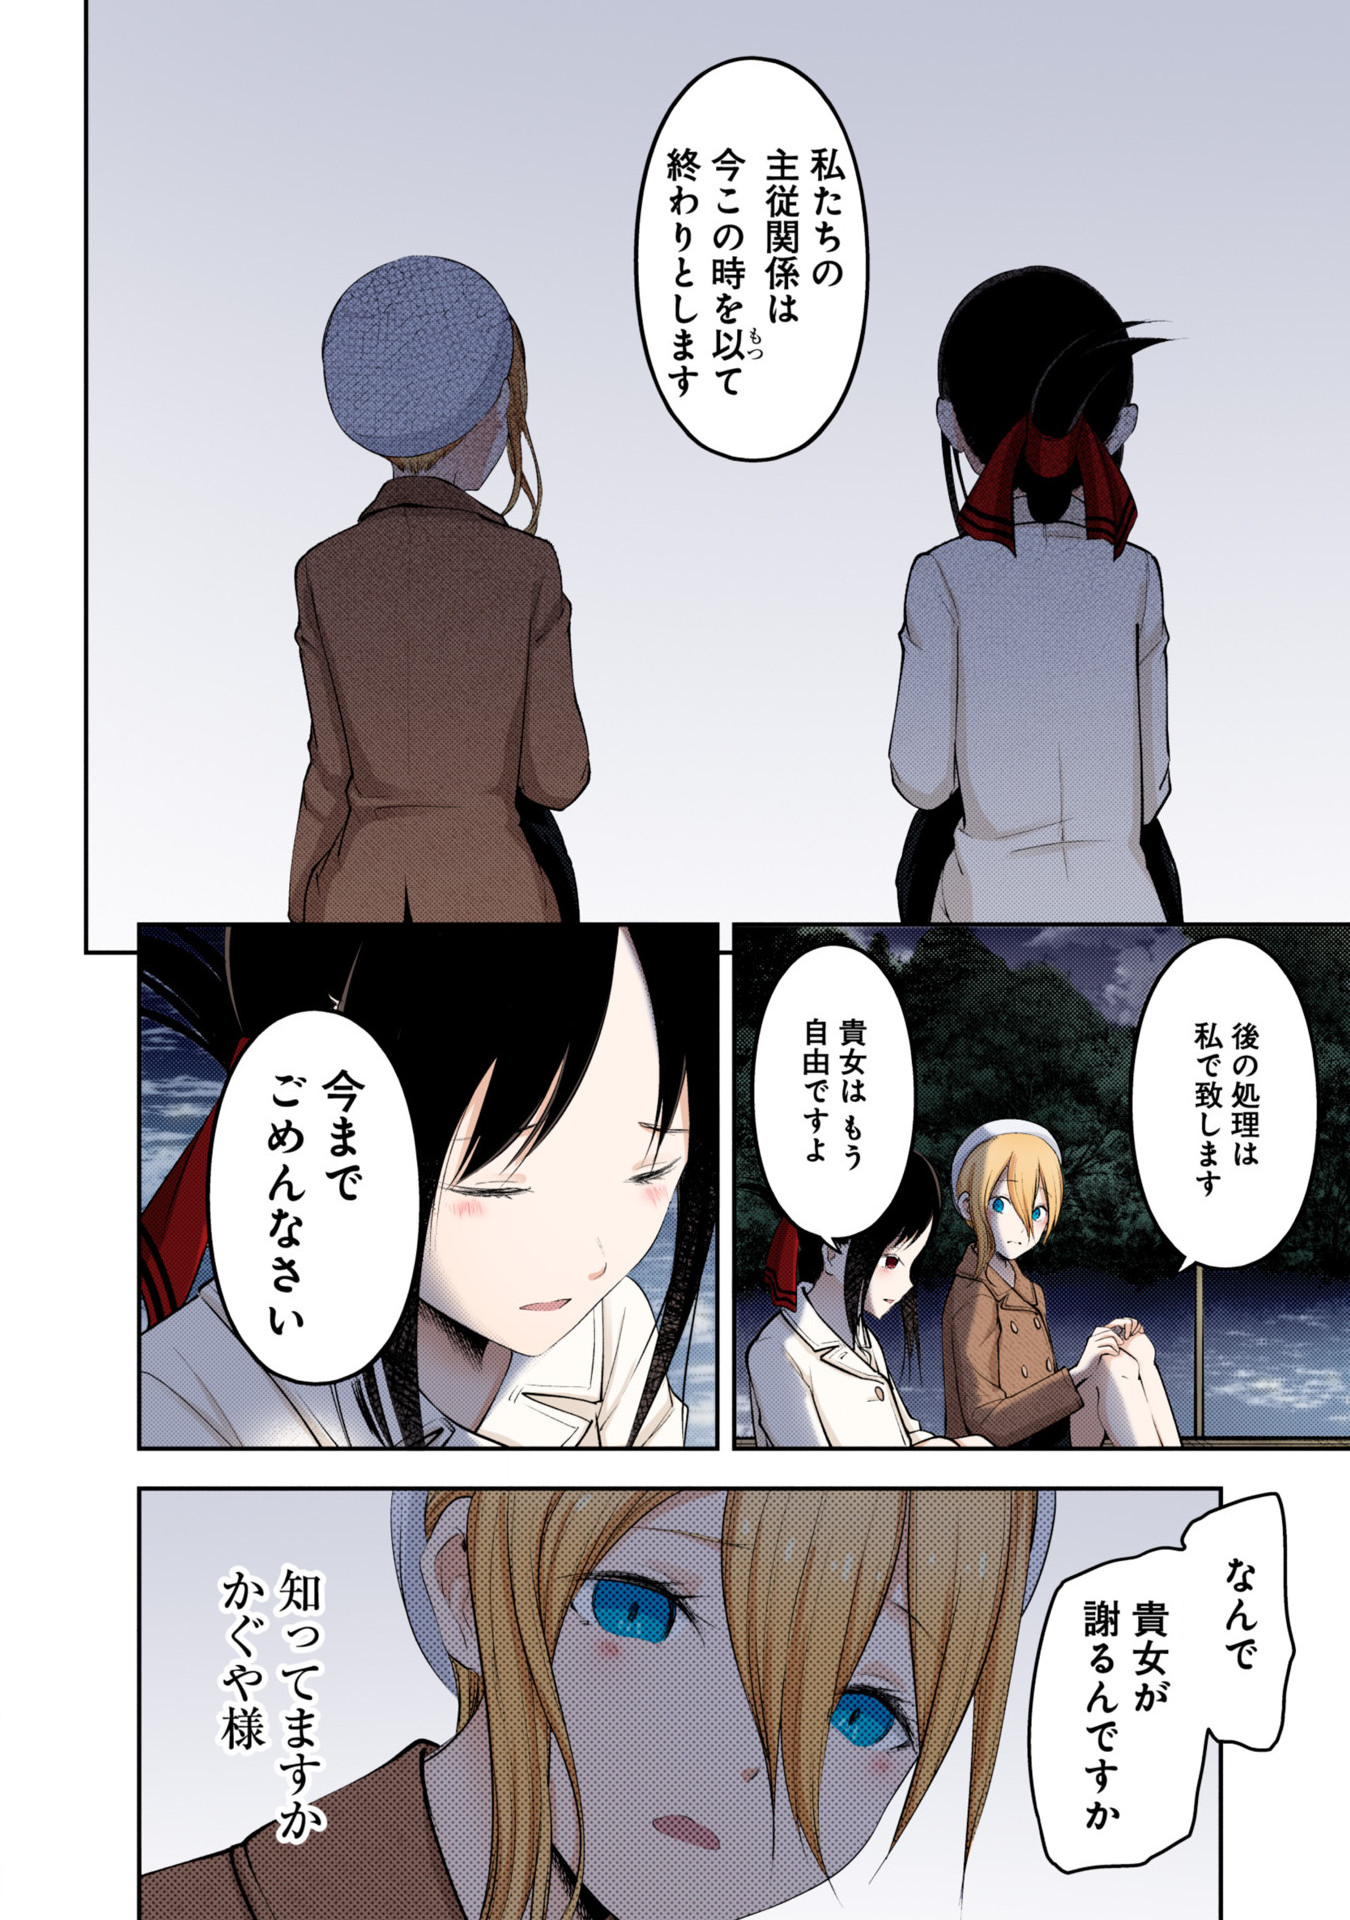 私たちの
主従関係は
今この時を以て
もつ
終わりとします
後の処理は
私で致します
貴女は もう
自由ですよ
今まで
ごめんなさい
なんで
貴女が
謝るんですか
知ってますか
かぐや様